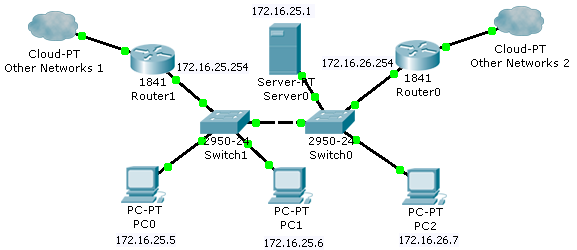 172.16.25.1
Cloud-PT
Other Networks 1
Cloud-PT
Other Networks 2
1841
Router1
172.16.25.254
Server-PT
Server0
172.16.26.254
1841
Router0
2950-24
Switch1
2950-24
Switch0
PC-PT
PC0
172.16.25.5
PC-PT
PC1
172.16.25.6
PC-PT
PC2
172.16.26.7